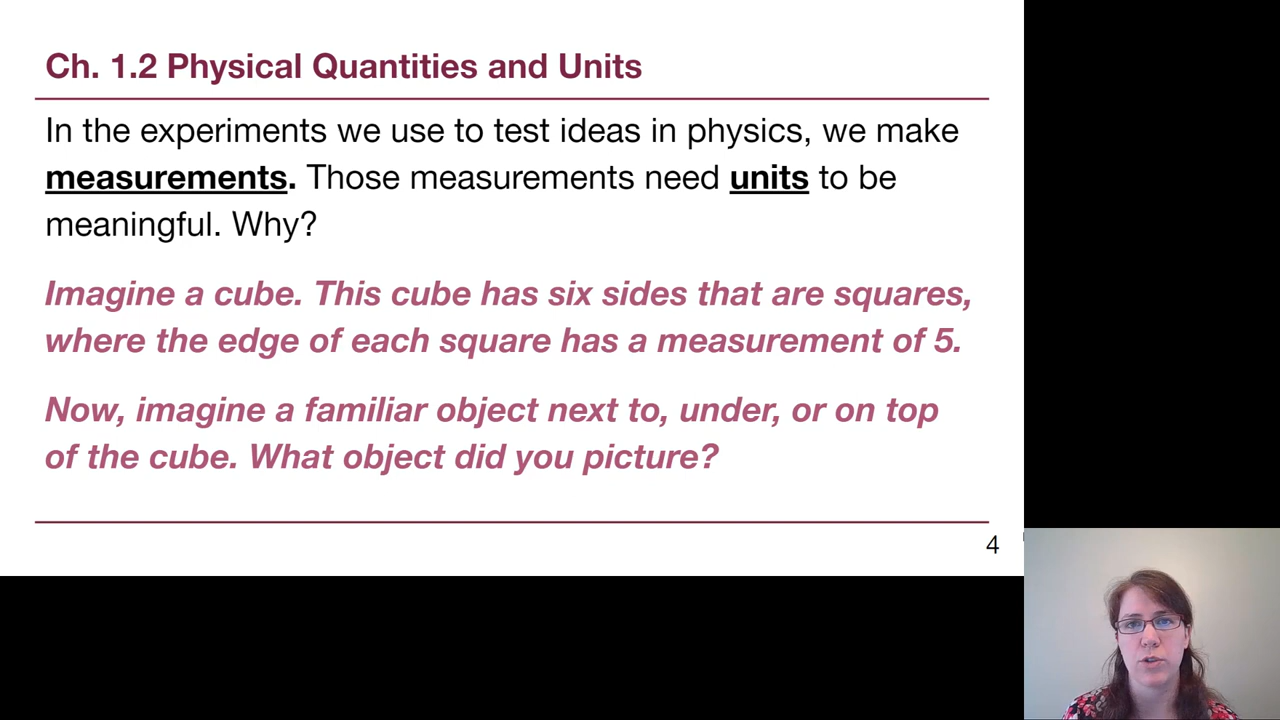 Ch. 1.2 Physical Quantities and Units
In the experiments we use to test ideas in physics, we make
measurements. Those measurements need units to be
meaningful. Why?
Imagine a cube. This cube has six sides that are squares,
where the edge of each square has a measurement of 5.
Now, imagine a familiar object next to, under, or on top
of the cube. What object did you picture?
4